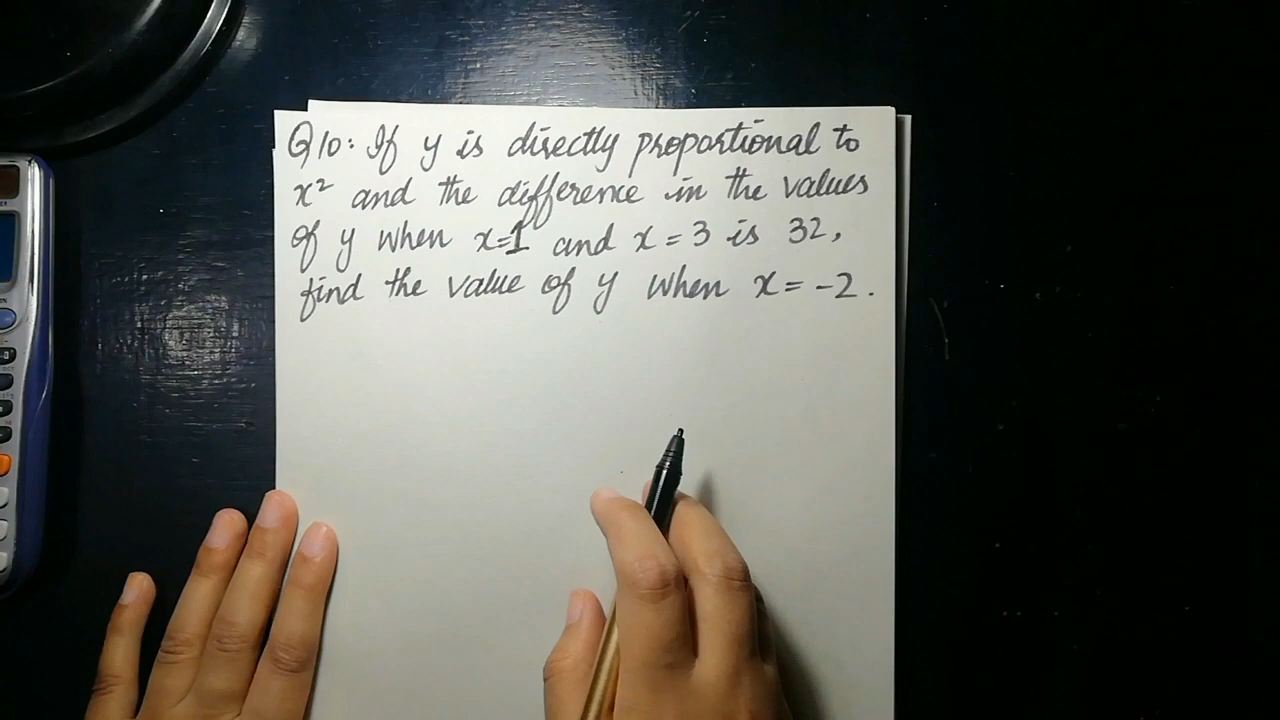 Q10: If y is directly proportional to
x² and the difference in the values
of y when x=1 and x = 3 is 32,
find the value of y when x = -2.